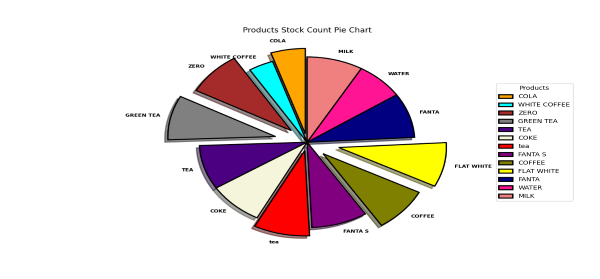 Products Stock Count Pie Chart
COLA
MILK
WHITE COFFEE
ZERO
WATER
GREEN TEA
FANTA
TEA
FLAT WHITE
COKE
COFFEE
FANTA S
tea
Products
COLA
WHITE COFFEE
ZERO
GREEN TEA
TEA
COKE
tea
FANTA S
COFFEE
FLAT WHITE
FANTA
WATER
MILK